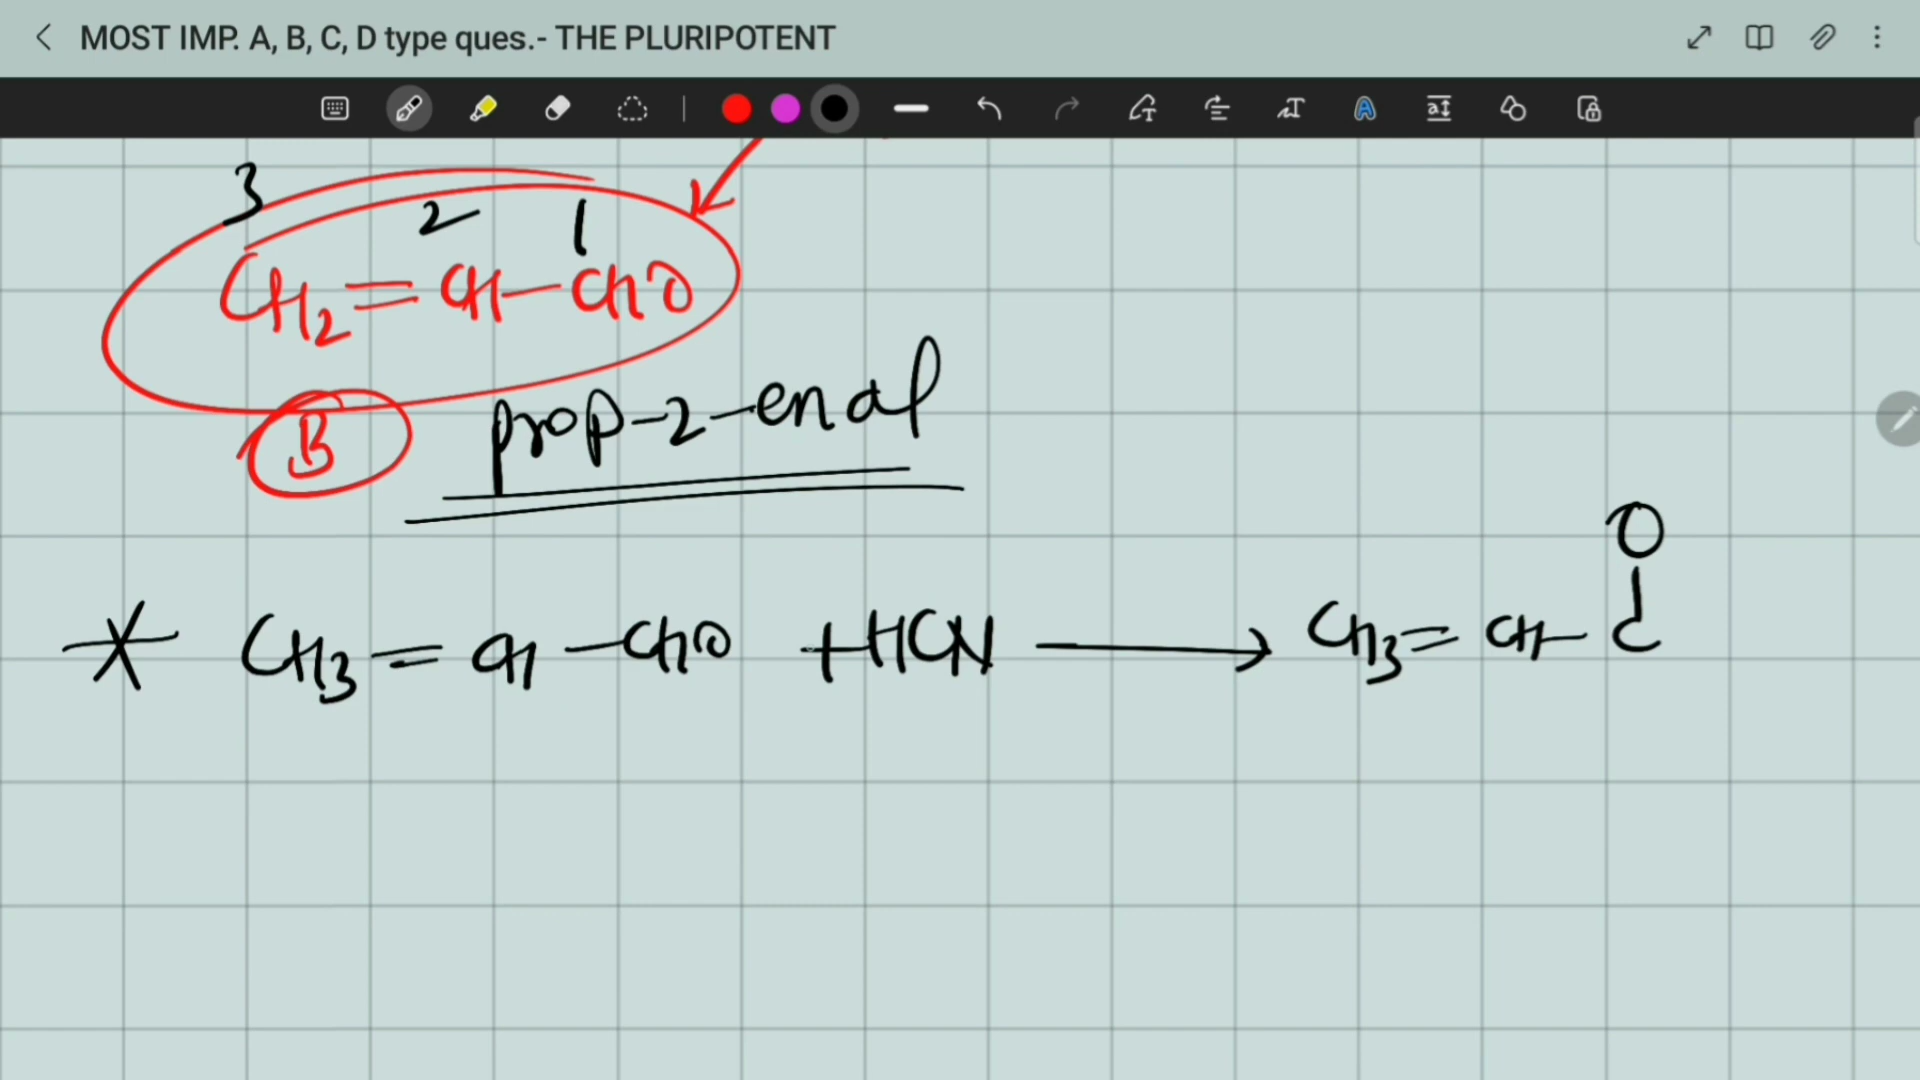 MOST IMP. A, B, C, D type ques.- THE PLURIPOTENT
3 2 1
CH2=CH-CHO
B
prop-2-enal
O
* CH3=CH-CHO +HCN → CH3=CH-C